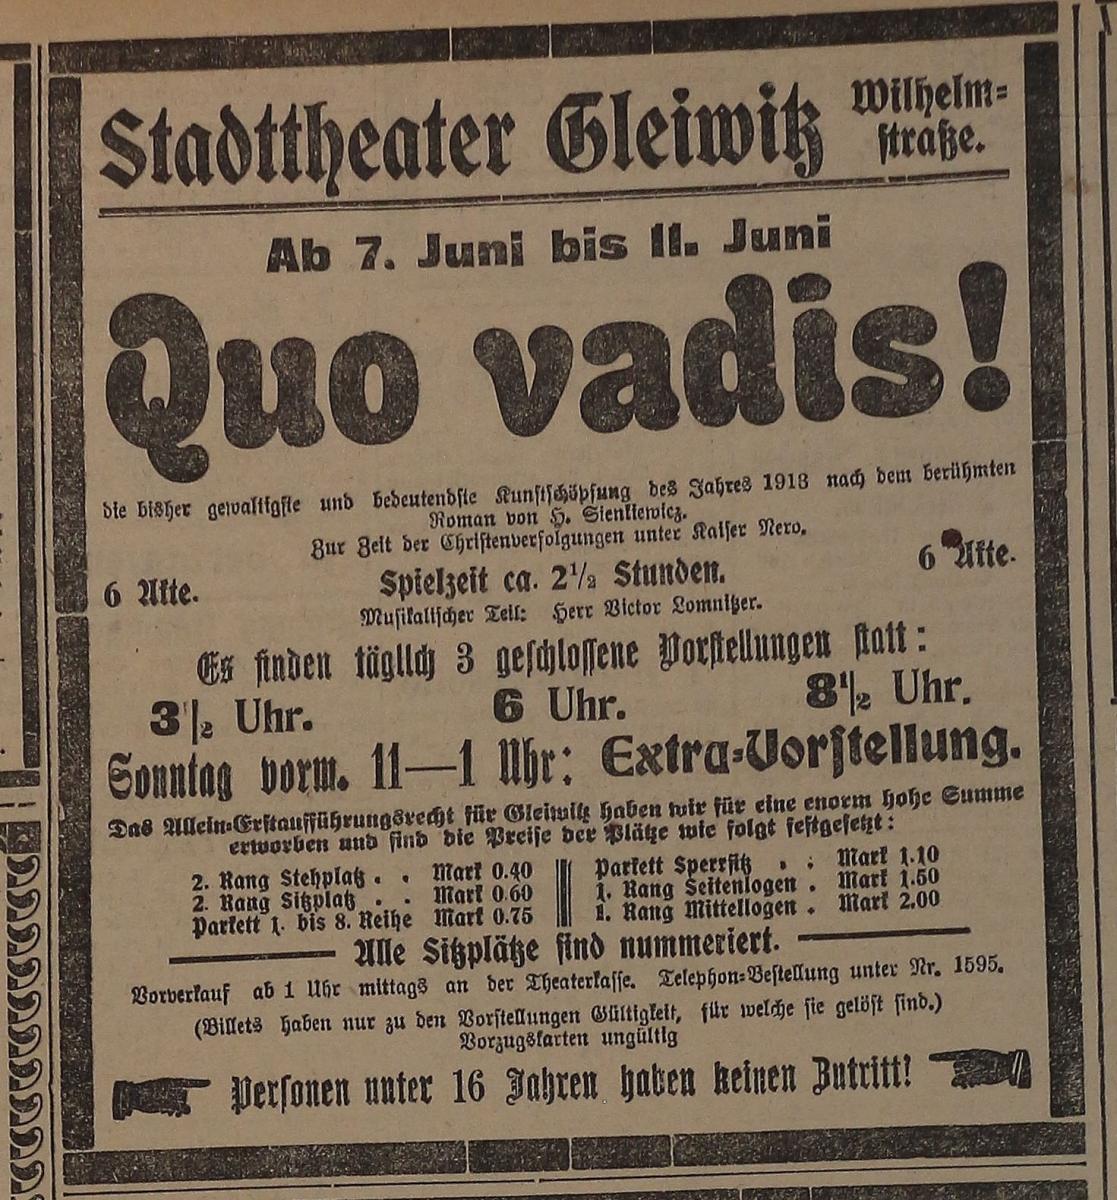 Stadttheater Gleiwitz Wilhelm=
straße.
Ab 7. Juni bis 11. Juni
Quo vadis!
die bisher gewaltigste und bedeutendste Kunstschöpfung des Jahres 1913 nach dem berühmten
Roman von H. Sienkiewicz.
Zur Zeit der Christenverfolgungen unter Kaiser Nero.
6 Akte. Spielzeit ca. 2½ Stunden. 6 Akte.
Musikalischer Teil: Herr Victor Lomnitzer.
Es finden täglich 3 geschlossene Vorstellungen statt:
3½ Uhr. 6 Uhr. 8½ Uhr.
Sonntag vorm. 11—1 Uhr: Extra=Vorstellung.
Das Allein=Erstaufführungsrecht für Gleiwitz haben wir für eine enorm hohe Summe
erworben und sind die Preise der Plätze wie folgt festgesetzt:
2. Rang Stehplatz . . Mark 0.40
2. Rang Sitzplatz . . Mark 0.60
Parkett 1. bis 8. Reihe Mark 0.75
Parkett Sperrsitz . . Mark 1.10
1. Rang Seitenlogen . Mark 1.50
1. Rang Mittellogen . Mark 2.00
Alle Sitzplätze sind nummeriert.
Vorverkauf ab 1 Uhr mittags an der Theaterkasse. Telephon=Bestellung unter Nr. 1595.
(Billets haben nur zu den Vorstellungen Gültigkeit, für welche sie gelöst sind.)
Vorzugskarten ungültig
Personen unter 16 Jahren haben keinen Zutritt!